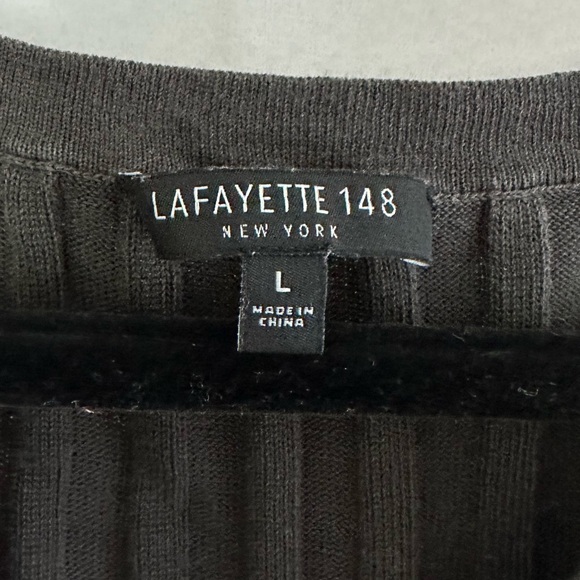 LAFAYETTE 148
NEW YORK
L
MADE IN
CHINA